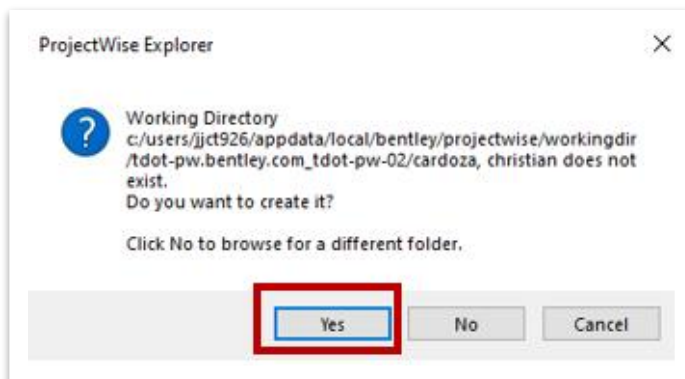 ProjectWise Explorer
Working Directory
c:/users/jjct926/appdata/local/bentley/projectwise/workingdir
/tdot-pw.bentley.com_tdot-pw-02/cardoza, christian does not
exist.
Do you want to create it?
Click No to browse for a different folder.
Yes No Cancel